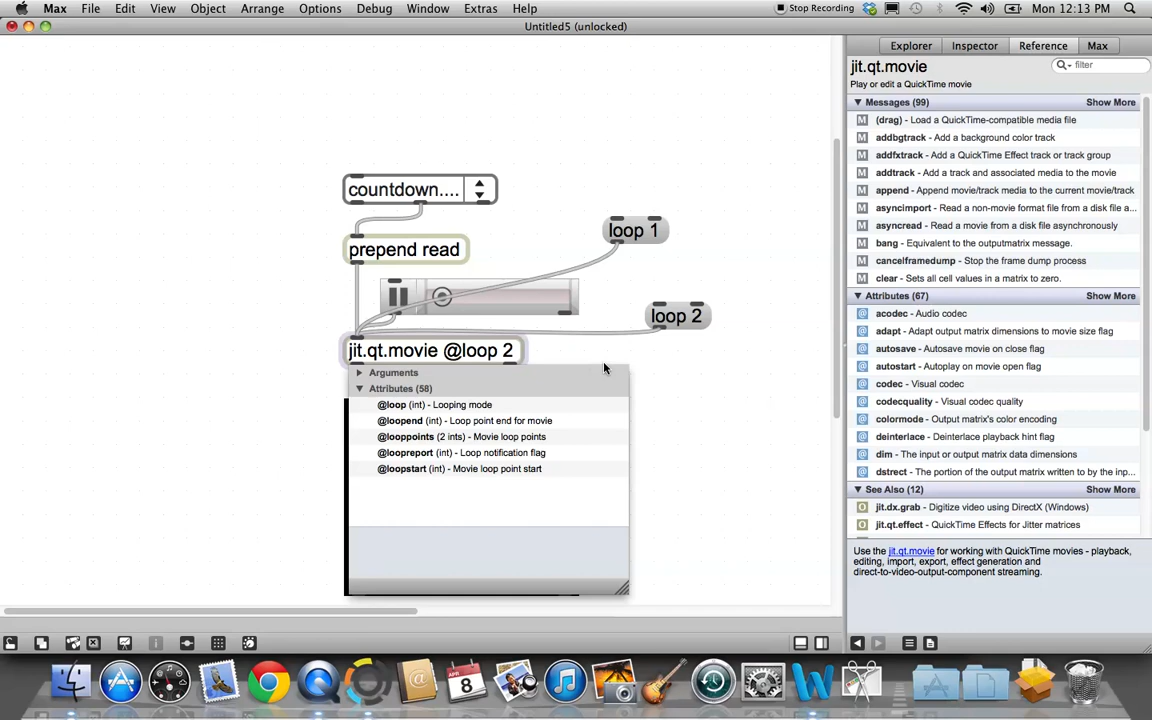 Max File Edit View Object Arrange Options Debug Window Extras Help Stop Recording Mon 12:13 PM
Untitled5 (unlocked)
Explorer Inspector Reference Max
jit.qt.movie
filter
Play or edit a QuickTime movie
Messages (99) Show More
M (drag) - Load a QuickTime-compatible media file
M addbgtrack - Add a background color track
M addfxtrack - Add a QuickTime Effect track or track group
M addtrack - Add a track and associated media to the movie
M append - Append movie/track media to the current movie/track
M asyncimport - Read a non-movie format file from a disk file a...
M asyncread - Read a movie from a disk file asynchronously
M bang - Equivalent to the outputmatrix message.
M cancelframedump - Stop the frame dump process
M clear - Sets all cell values in a matrix to zero.
Attributes (67) Show More
@ acodec - Audio codec
@ adapt - Adapt output matrix dimensions to movie size flag
@ autosave - Autosave movie on close flag
@ autostart - Autoplay on movie open flag
@ codec - Visual codec
@ codecquality - Visual codec quality
@ colormode - Output matrix's color encoding
@ deinterlace - Deinterlace playback hint flag
@ dim - The input or output matrix data dimensions
@ dstrect - The portion of the output matrix written to by the inp...
See Also (12) Show More
O jit.dx.grab - Digitize video using DirectX (Windows)
O jit.qt.effect - QuickTime Effects for Jitter matrices
Use the jit.qt.movie for working with QuickTime movies - playback,
editing, import, export, effect generation and
direct-to-video-output-component streaming.
countdown....
prepend read
loop 1
loop 2
jit.qt.movie @loop 2
Arguments
Attributes (58)
@loop (int) - Looping mode
@loopend (int) - Loop point end for movie
@looppoints (2 ints) - Movie loop points
@loopreport (int) - Loop notification flag
@loopstart (int) - Movie loop point start
APR
8